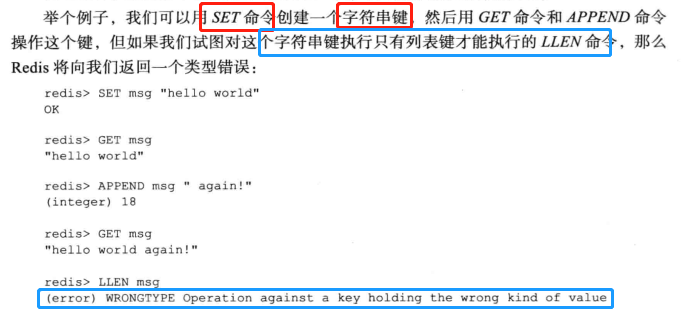 举个例子，我们可以用 SET 命令创建一个字符串键，然后用 GET 命令和 APPEND 命令
操作这个键，但如果我们试图对这个字符串键执行只有列表键才能执行的 LLEN 命令，那么
Redis 将向我们返回一个类型错误：
redis> SET msg "hello world"
OK
redis> GET msg
"hello world"
redis> APPEND msg " again!"
(integer) 18
redis> GET msg
"hello world again!"
redis> LLEN msg
(error) WRONGTYPE Operation against a key holding the wrong kind of value